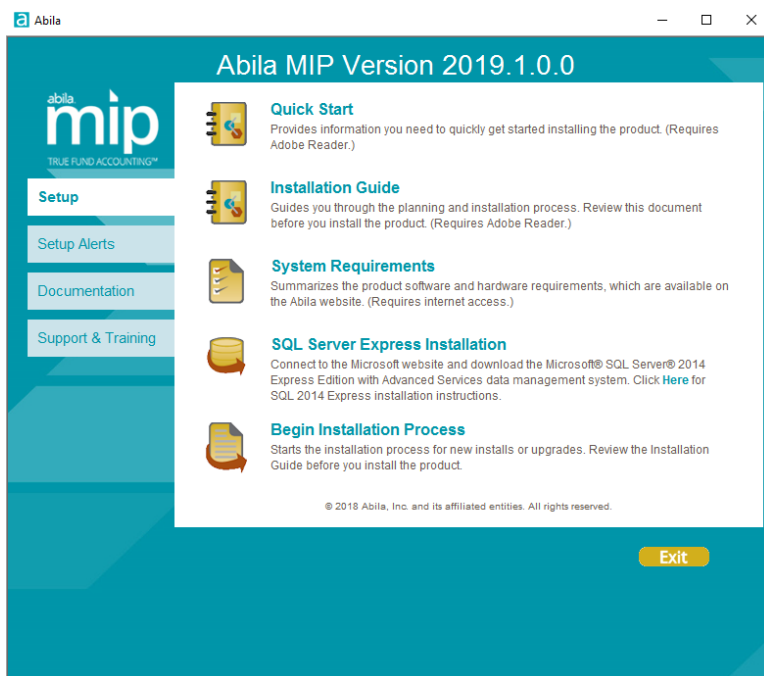 Abila
Abila MIP Version 2019.1.0.0
abila
mip
TRUE FUND ACCOUNTING™
Setup
Setup Alerts
Documentation
Support & Training
Quick Start
Provides information you need to quickly get started installing the product. (Requires
Adobe Reader.)
Installation Guide
Guides you through the planning and installation process. Review this document
before you install the product. (Requires Adobe Reader.)
System Requirements
Summarizes the product software and hardware requirements, which are available on
the Abila website. (Requires internet access.)
SQL Server Express Installation
Connect to the Microsoft website and download the Microsoft® SQL Server® 2014
Express Edition with Advanced Services data management system. Click Here for
SQL 2014 Express installation instructions.
Begin Installation Process
Starts the installation process for new installs or upgrades. Review the Installation
Guide before you install the product.
© 2018 Abila, Inc. and its affiliated entities. All rights reserved.
Exit